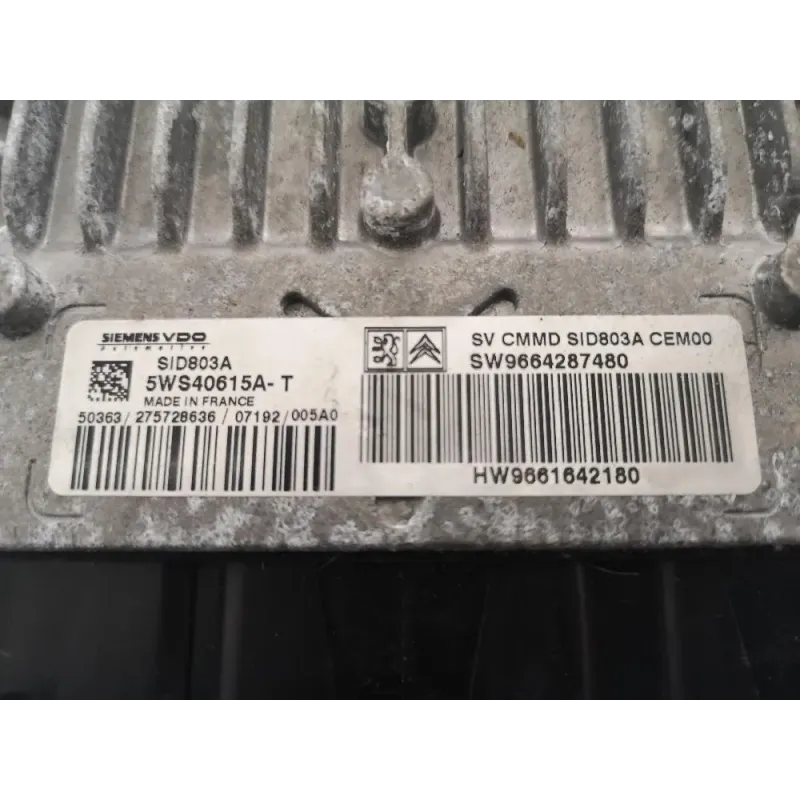 SIEMENS VDO
Automotive
SID803A
5WS40615A-T
MADE IN FRANCE
50363/275728636/07192/005A0
SV CMMD SID803A CEM00
SW9664287480
HW9661642180